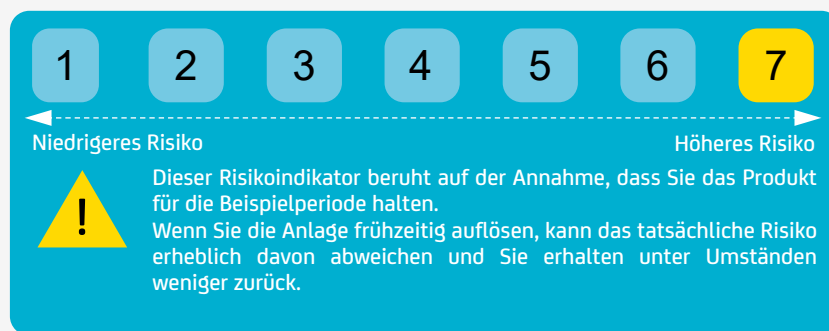 1 2 3 4 5 6 7
Niedrigeres Risiko Höheres Risiko
Dieser Risikoindikator beruht auf der Annahme, dass Sie das Produkt
für die Beispielperiode halten.
Wenn Sie die Anlage frühzeitig auflösen, kann das tatsächliche Risiko
erheblich davon abweichen und Sie erhalten unter Umständen
weniger zurück.
!